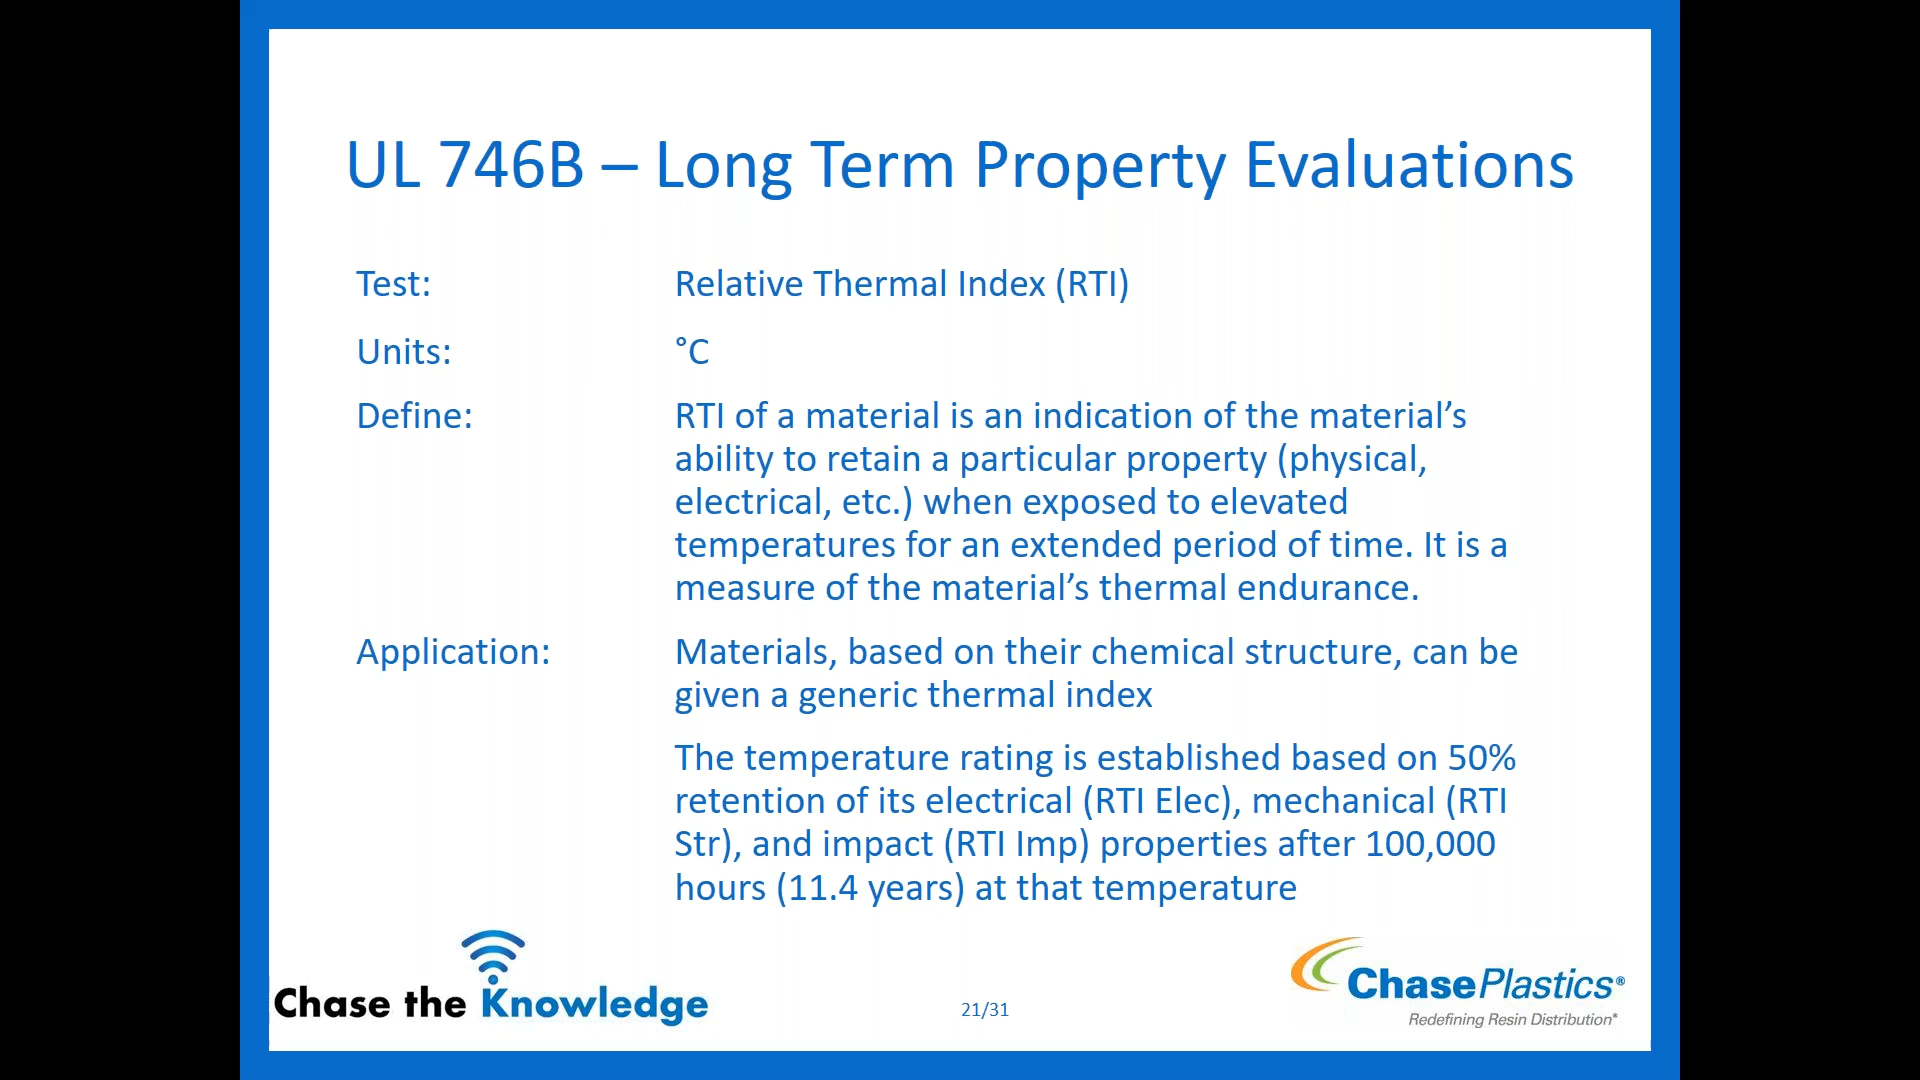 UL 746B – Long Term Property Evaluations
Test: Relative Thermal Index (RTI)
Units: °C
Define: RTI of a material is an indication of the material’s
ability to retain a particular property (physical,
electrical, etc.) when exposed to elevated
temperatures for an extended period of time. It is a
measure of the material’s thermal endurance.
Application: Materials, based on their chemical structure, can be
given a generic thermal index
The temperature rating is established based on 50%
retention of its electrical (RTI Elec), mechanical (RTI
Str), and impact (RTI Imp) properties after 100,000
hours (11.4 years) at that temperature
Chase the Knowledge
21/31
ChasePlastics®
Redefining Resin Distribution®